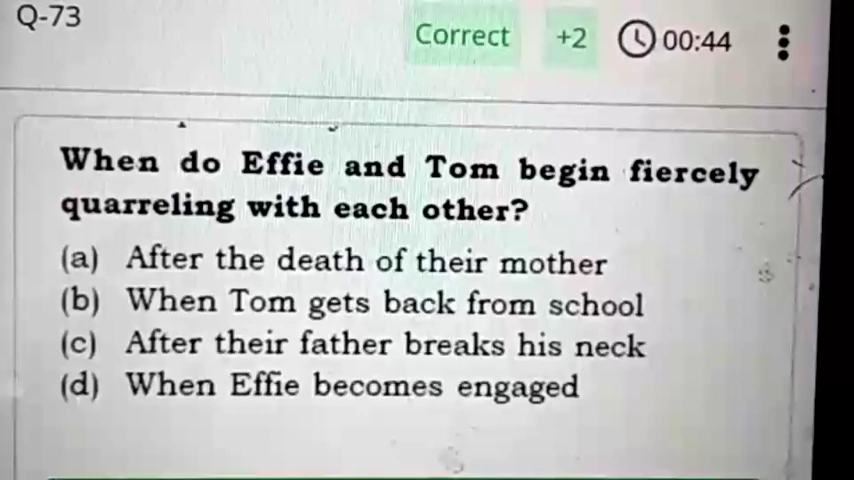 Q-73
Correct +2 00:44
When do Effie and Tom begin fiercely
quarreling with each other?
(a) After the death of their mother
(b) When Tom gets back from school
(c) After their father breaks his neck
(d) When Effie becomes engaged